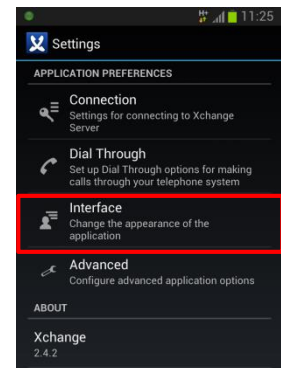 H+ 11:25
Settings
APPLICATION PREFERENCES
Connection
Settings for connecting to Xchange
Server
Dial Through
Set up Dial Through options for making
calls through your telephone system
Interface
Change the appearance of the
application
Advanced
Configure advanced application options
ABOUT
Xchange
2.4.2